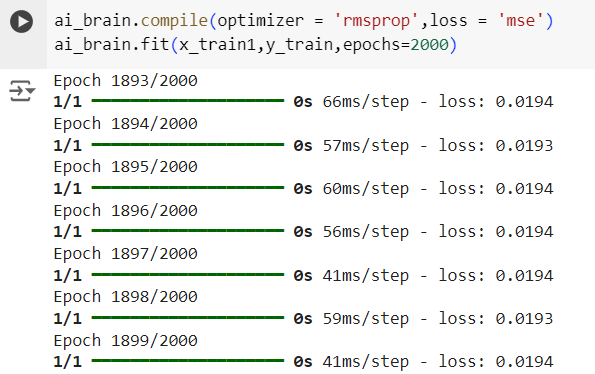 ai_brain.compile(optimizer = 'rmsprop',loss = 'mse')
ai_brain.fit(x_train1,y_train,epochs=2000)
Epoch 1893/2000
1/1 0s 66ms/step - loss: 0.0194
Epoch 1894/2000
1/1 0s 57ms/step - loss: 0.0193
Epoch 1895/2000
1/1 0s 60ms/step - loss: 0.0194
Epoch 1896/2000
1/1 0s 56ms/step - loss: 0.0194
Epoch 1897/2000
1/1 0s 41ms/step - loss: 0.0194
Epoch 1898/2000
1/1 0s 59ms/step - loss: 0.0193
Epoch 1899/2000
1/1 0s 41ms/step - loss: 0.0194